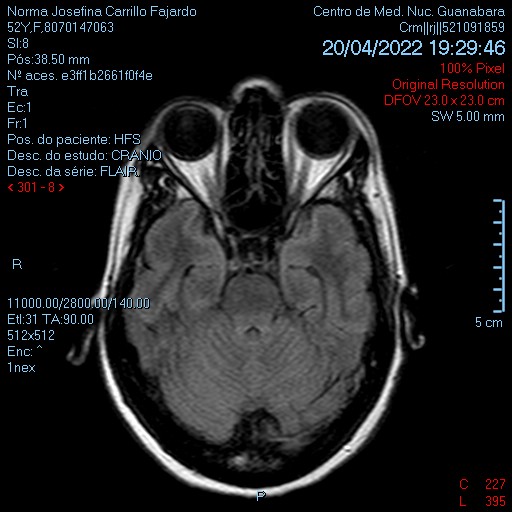 Norma Josefina Carrillo Fajardo
52Y,F,8070147063
Sl:8
Pós:38.50 mm
Nº aces. e3ff1b2661f0f4e
Tra
Ec:1
Fr:1
Pos. do paciente: HFS
Desc. do estudo: CRANIO
Desc. da série: FLAIR.
< 301 - 8 >
Centro de Med. Nuc. Guanabara
Crm||rj||521091859
20/04/2022 19:29:46
100% Pixel
Original Resolution
DFOV 23.0 x 23.0 cm
SW 5.00 mm
R
11000.00/2800.00/140.00
Etl:31 TA:90.00
512x512
Enc: ^
1nex
5 cm
P
C 227
L 395